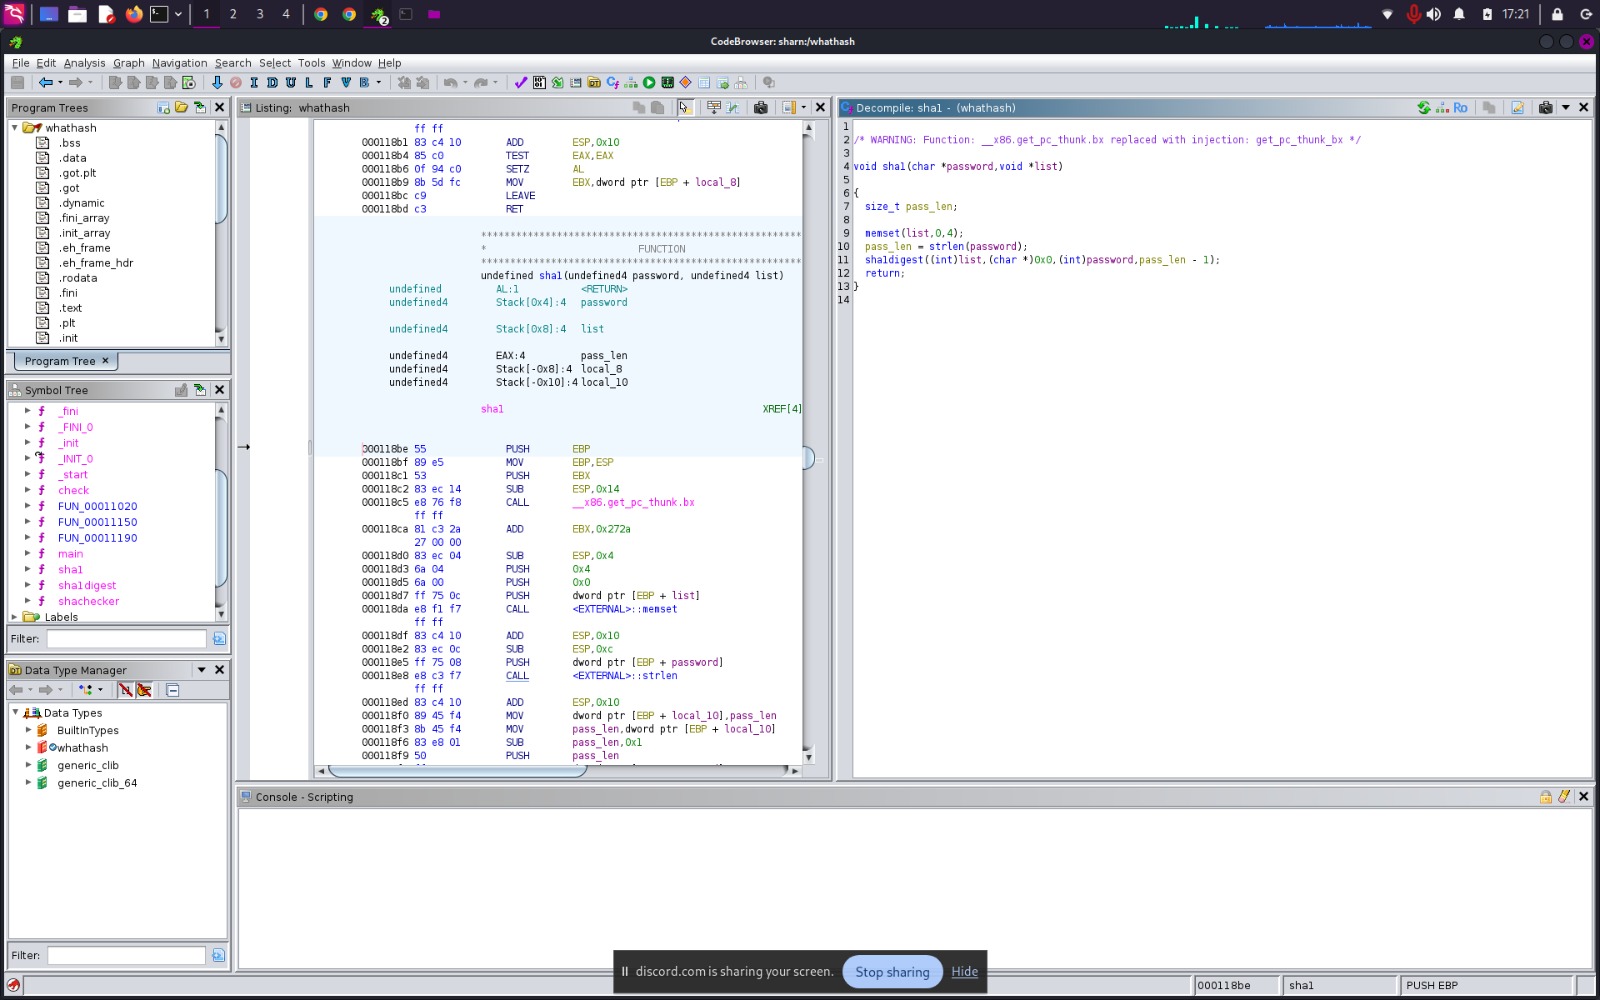 1 2 3 4 2 17:21
CodeBrowser: sharn:/whathash
File Edit Analysis Graph Navigation Search Select Tools Window Help
I D U L F V B
Program Trees
whathash
.bss
.data
.got.plt
.got
.dynamic
.fini_array
.init_array
.eh_frame
.eh_frame_hdr
.rodata
.fini
.text
.plt
.init
Program Tree
Symbol Tree
f _fini
f _FINI_0
f _init
f _INIT_0
f _start
f check
f FUN_00011020
f FUN_00011150
f FUN_00011190
f main
f sha1
f sha1digest
f shachecker
Labels
Filter:
Data Type Manager
Data Types
BuiltInTypes
whathash
generic_clib
generic_clib_64
Filter:
Listing: whathash
ff ff
000118b1 83 c4 10 ADD ESP,0x10
000118b4 85 c0 TEST EAX,EAX
000118b6 0f 94 c0 SETZ AL
000118b9 8b 5d fc MOV EBX,dword ptr [EBP + local_8]
000118bc c9 LEAVE
000118bd c3 RET
* FUNCTION
undefined sha1(undefined4 password, undefined4 list)
undefined AL:1 <RETURN>
undefined4 Stack[0x4]:4 password
undefined4 Stack[0x8]:4 list
undefined4 EAX:4 pass_len
undefined4 Stack[-0x8]:4 local_8
undefined4 Stack[-0x10]:4 local_10
sha1 XREF[4]
000118be 55 PUSH EBP
000118bf 89 e5 MOV EBP,ESP
000118c1 53 PUSH EBX
000118c2 83 ec 14 SUB ESP,0x14
000118c5 e8 76 f8 CALL __x86.get_pc_thunk.bx
ff ff
000118ca 81 c3 2a ADD EBX,0x272a
27 00 00
000118d0 83 ec 04 SUB ESP,0x4
000118d3 6a 04 PUSH 0x4
000118d5 6a 00 PUSH 0x0
000118d7 ff 75 0c PUSH dword ptr [EBP + list]
000118da e8 f1 f7 CALL <EXTERNAL>::memset
ff ff
000118df 83 c4 10 ADD ESP,0x10
000118e2 83 ec 0c SUB ESP,0xc
000118e5 ff 75 08 PUSH dword ptr [EBP + password]
000118e8 e8 c3 f7 CALL <EXTERNAL>::strlen
ff ff
000118ed 83 c4 10 ADD ESP,0x10
000118f0 89 45 f4 MOV dword ptr [EBP + local_10],pass_len
000118f3 8b 45 f4 MOV pass_len,dword ptr [EBP + local_10]
000118f6 83 e8 01 SUB pass_len,0x1
000118f9 50 PUSH pass_len
Decompile: sha1 - (whathash)
Ro
1
2 /* WARNING: Function: __x86.get_pc_thunk.bx replaced with injection: get_pc_thunk_bx */
3
4 void sha1(char *password,void *list)
5
6 {
7 size_t pass_len;
8
9 memset(list,0,4);
10 pass_len = strlen(password);
11 sha1digest((int)list,(char *)0x0,(int)password,pass_len - 1);
12 return;
13 }
14
Console - Scripting
discord.com is sharing your screen. Stop sharing Hide
000118be sha1 PUSH EBP